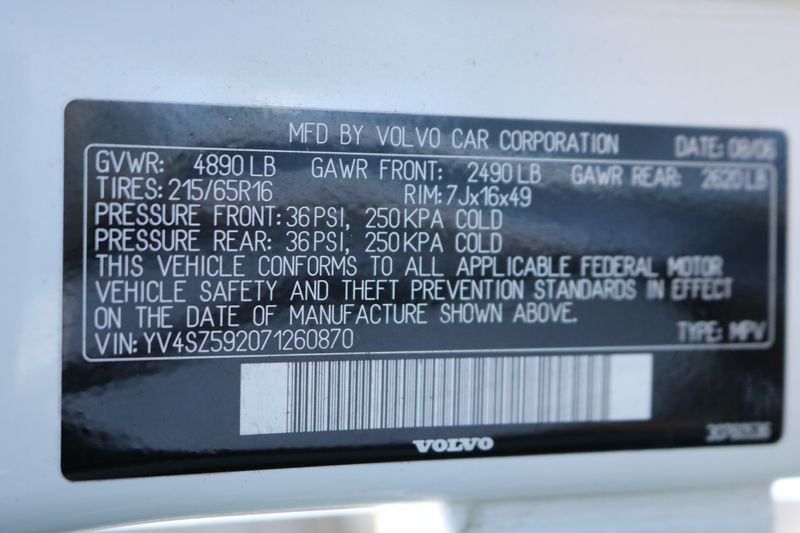 MFD BY VOLVO CAR CORPORATION DATE: 08/06
GVWR: 4890 LB GAWR FRONT: 2490 LB GAWR REAR: 2620 LB
TIRES: 215/65R16 RIM: 7Jx16x49
PRESSURE FRONT: 36 PSI, 250 KPA COLD
PRESSURE REAR: 36 PSI, 250 KPA COLD
THIS VEHICLE CONFORMS TO ALL APPLICABLE FEDERAL MOTOR
VEHICLE SAFETY AND THEFT PREVENTION STANDARDS IN EFFECT
ON THE DATE OF MANUFACTURE SHOWN ABOVE.
VIN: YV4SZ592071260870 TYPE: MPV
VOLVO